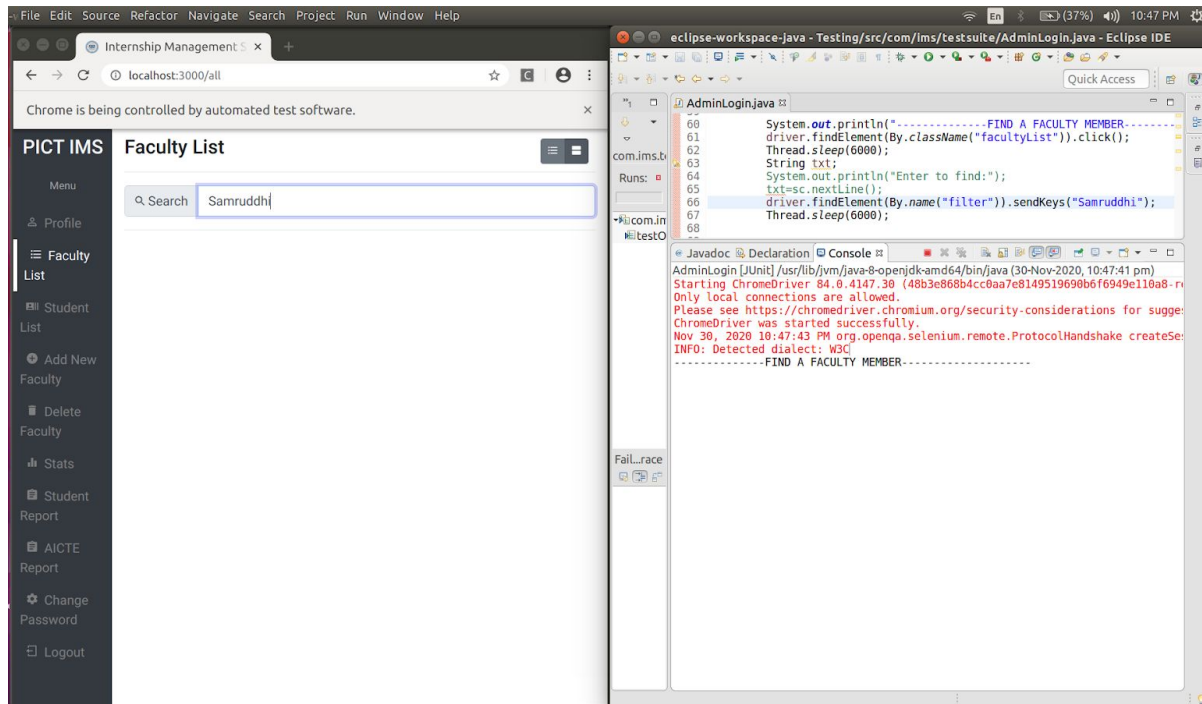 File Edit Source Refactor Navigate Search Project Run Window Help
En (37%) 10:47 PM
Internship Management S
localhost:3000/all
Chrome is being controlled by automated test software.
PICT IMS
Menu
Profile
Faculty
List
Student
List
Add New
Faculty
Delete
Faculty
Stats
Student
Report
AICTE
Report
Change
Password
Logout
Faculty List
Search Samruddhi
eclipse-workspace-java - Testing/src/com/ims/testsuite/AdminLogin.java - Eclipse IDE
Quick Access
AdminLogin.java
com.ims.t
Runs:
com.im
testO
Fail...race
60 System.out.println("--------------FIND A FACULTY MEMBER--------
61 driver.findElement(By.className("facultyList")).click();
62 Thread.sleep(6000);
63 String txt;
64 System.out.println("Enter to find:");
65 txt=sc.nextLine();
66 driver.findElement(By.name("filter")).sendKeys("Samruddhi");
67 Thread.sleep(6000);
68
Javadoc Declaration Console
AdminLogin [JUnit] /usr/lib/jvm/java-8-openjdk-amd64/bin/java (30-Nov-2020, 10:47:41 pm)
Starting ChromeDriver 84.0.4147.30 (48b3e868b4cc0aa7e8149519690b6f6949e110a8-r
Only local connections are allowed.
Please see https://chromedriver.chromium.org/security-considerations for sugge
ChromeDriver was started successfully.
Nov 30, 2020 10:47:43 PM org.openqa.selenium.remote.ProtocolHandshake createSe
INFO: Detected dialect: W3C
--------------FIND A FACULTY MEMBER--------------------